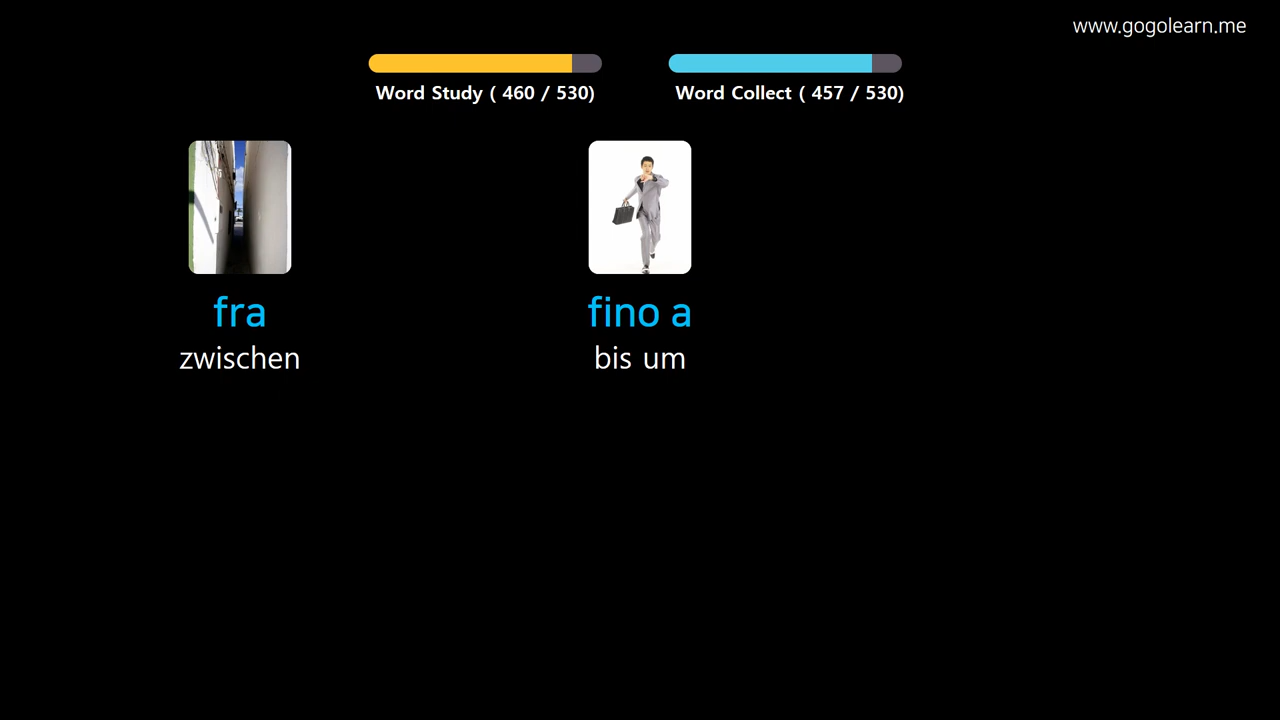 www.gogolearn.me
Word Study ( 460 / 530)
Word Collect ( 457 / 530)
fra
zwischen
fino a
bis um